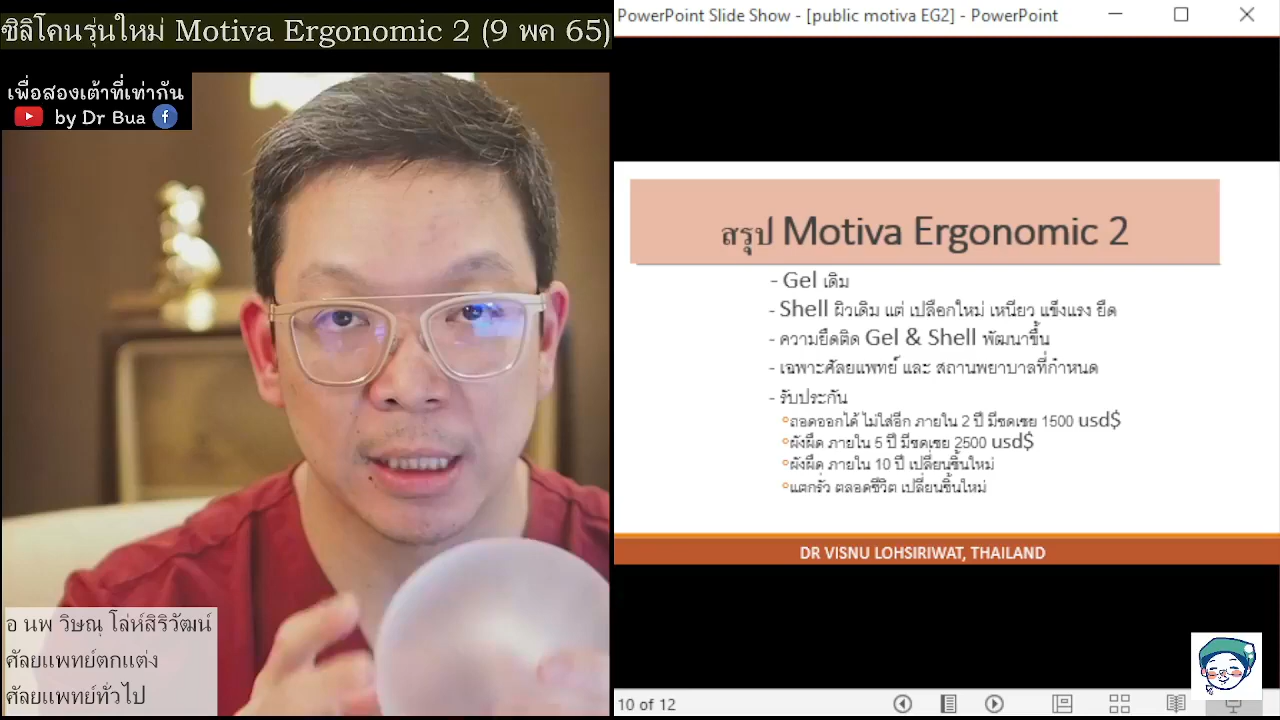 ซิลิโคนรุ่นใหม่ Motiva Ergonomic 2 (9 พค 65)
เพื่อสองเต้าที่เท่ากัน
by Dr Bua
อ นพ วิษณุ โล่ห์สิริวัฒน์
ศัลยแพทย์ตกแต่ง
ศัลยแพทย์ทั่วไป
PowerPoint Slide Show - [public motiva EG2] - PowerPoint
สรุป Motiva Ergonomic 2
- Gel เดิม
- Shell ผิวเดิม แต่ เปลือกใหม่ เหนียว แข็งแรง ยืด
- ความยืดติด Gel & Shell พัฒนาขึ้น
- เฉพาะศัลยแพทย์ และ สถานพยาบาลที่กำหนด
- รับประกัน
ถอดออกได้ ไม่ใส่อีก ภายใน 2 ปี มีชดเชย 1500 usd$
ผังผืด ภายใน 5 ปี มีชดเชย 2500 usd$
ผังผืด ภายใน 10 ปี เปลี่ยนชิ้นใหม่
แตกรั่ว ตลอดชีวิต เปลี่ยนชิ้นใหม่
DR VISNU LOHSIRIWAT, THAILAND
10 of 12